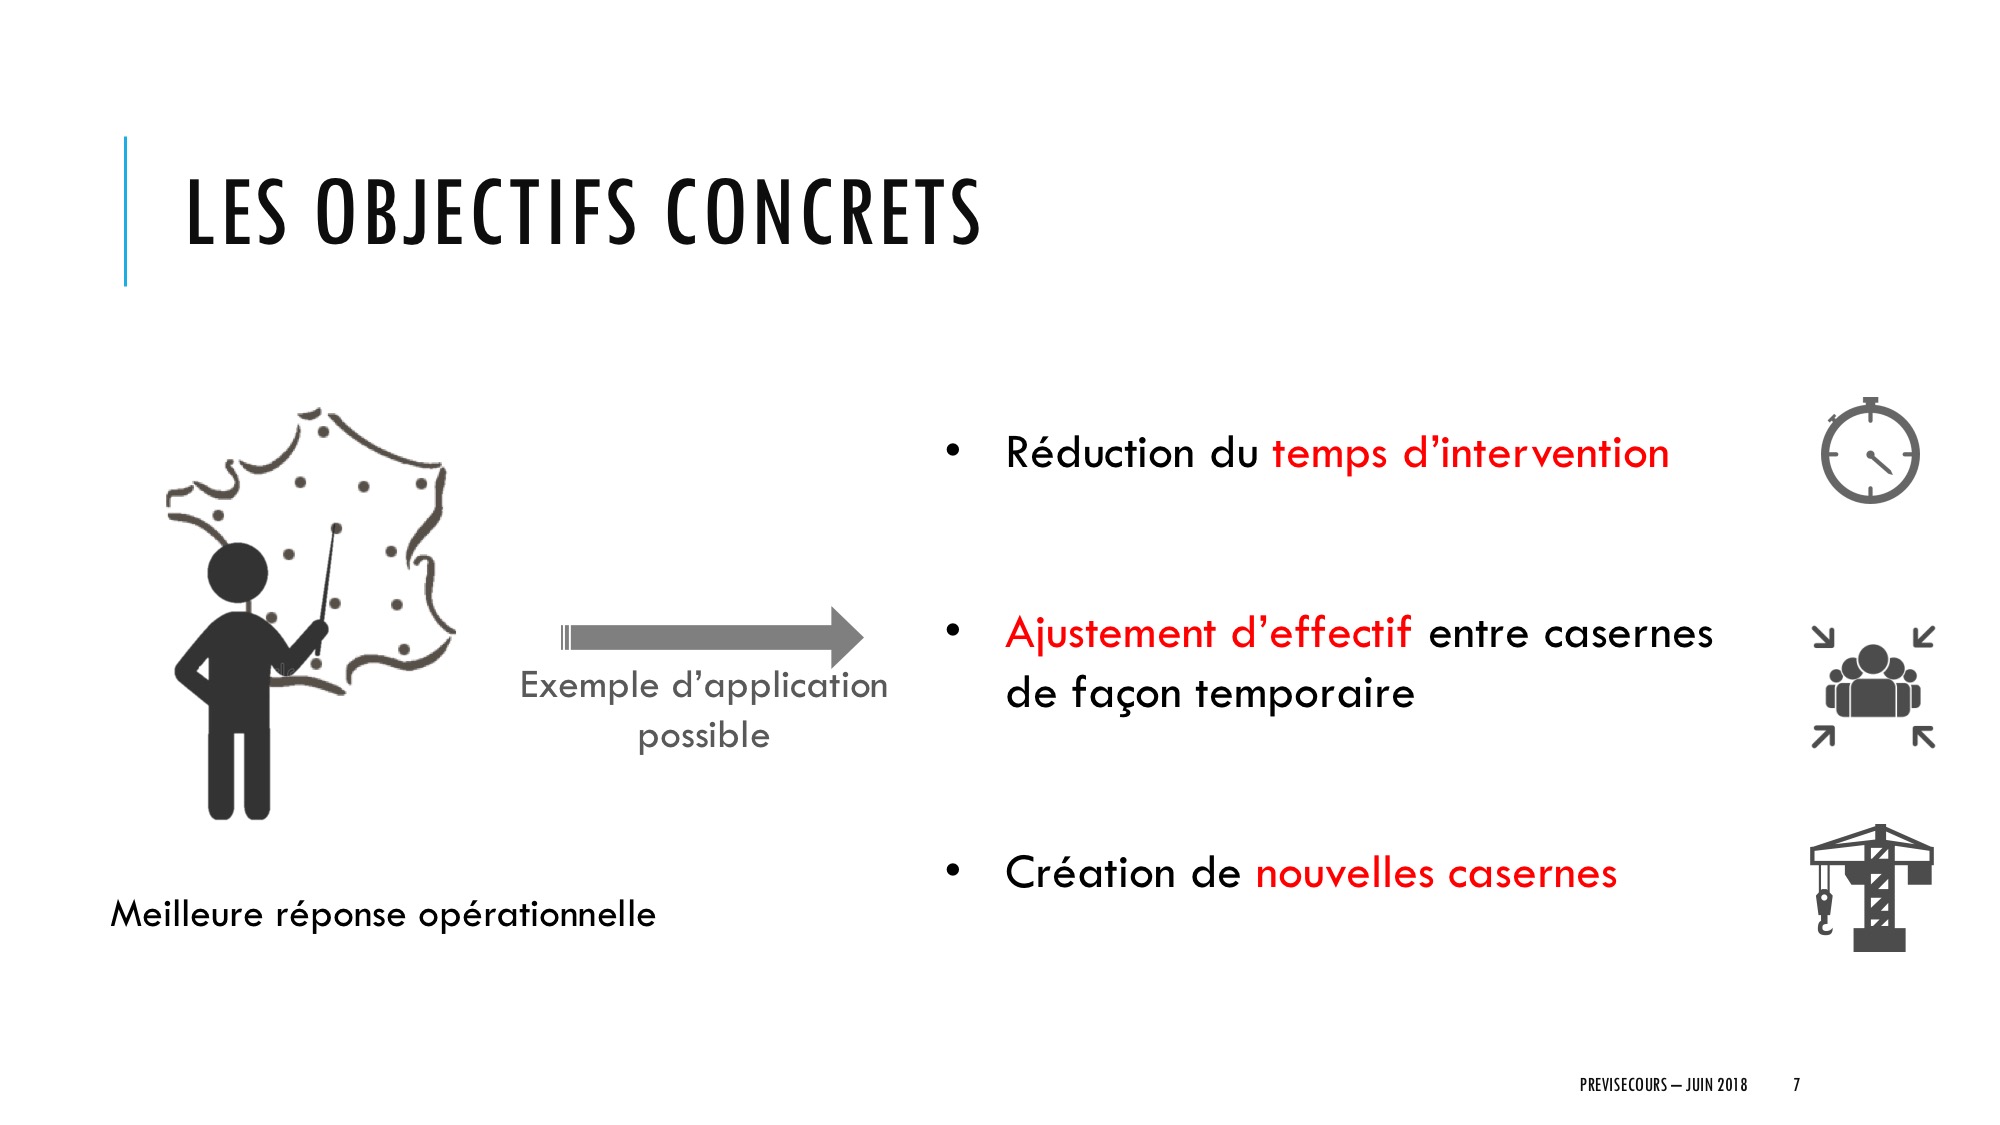 LES OBJECTIFS CONCRETS
Exemple d’application
possible
Meilleure réponse opérationnelle
• Réduction du temps d’intervention
• Ajustement d’effectif entre casernes
de façon temporaire
• Création de nouvelles casernes
PREVISECOURS – JUIN 2018 7